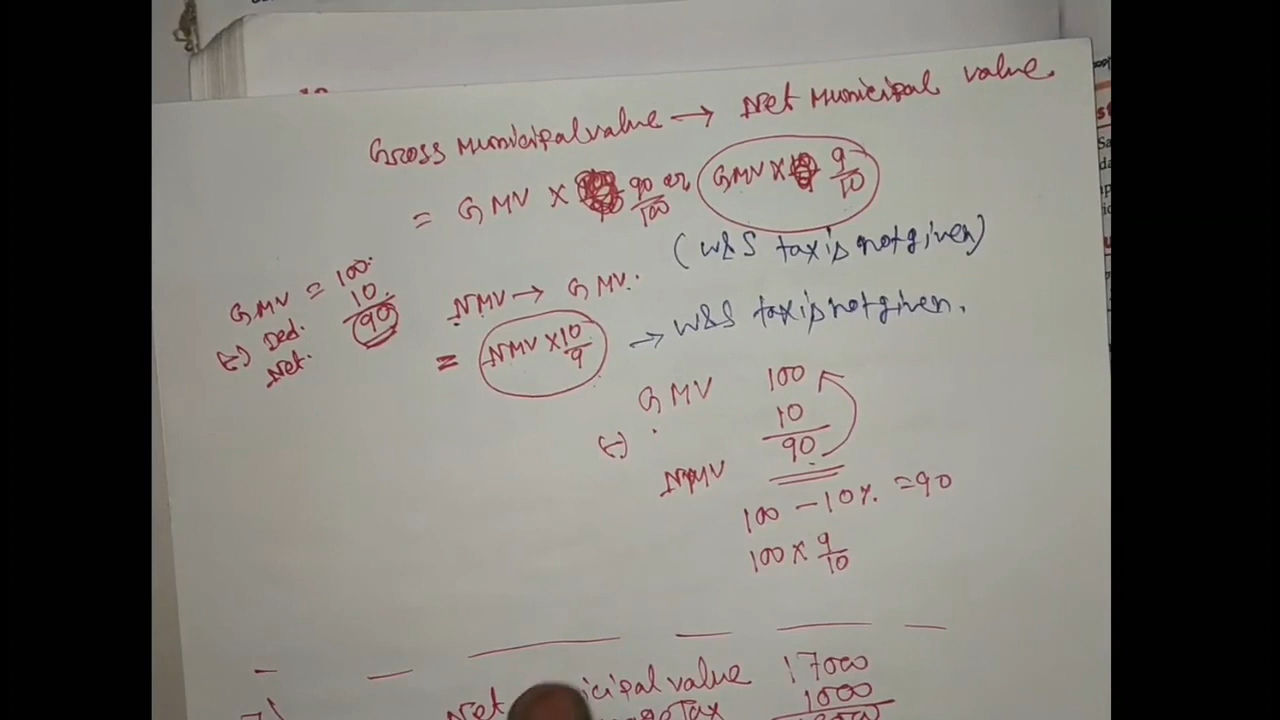 Gross Municipal value → Net Municipal value.
= GMV × 90/100 or GMV × 9/10
(W&S tax is not given)
GMV = 100.
(-) Ded. 10.
Net. 90
NMV → GMV.
= NMV × 10/9 → W&S tax is not given.
GMV 100
(-) 10
NMV 90
100 - 10% = 90
100 × 9/10
Net value 17000
Tax 1000